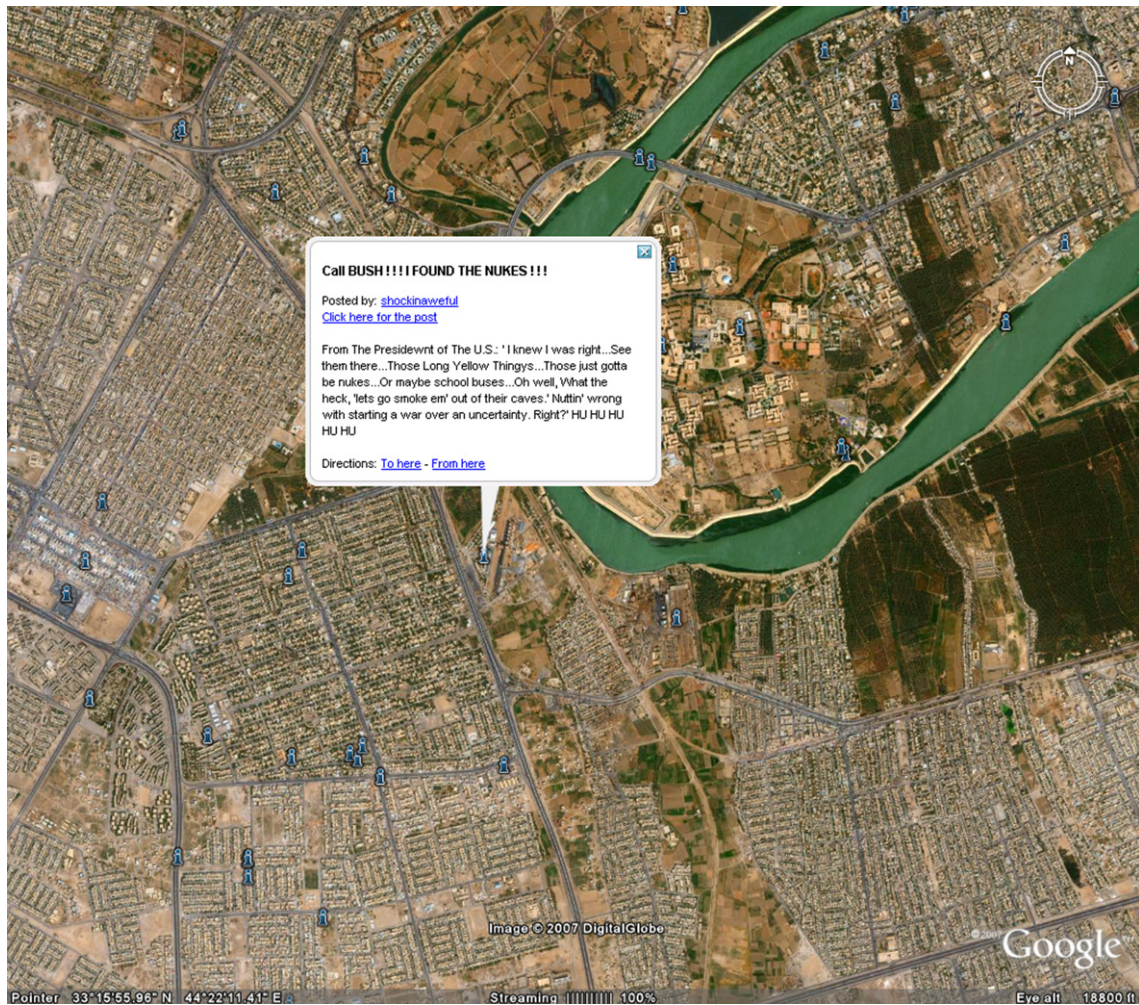 N
Call BUSH ! ! ! I FOUND THE NUKES ! ! !
Posted by: shockinaweful
Click here for the post
From The Presidewnt of The U.S.: ' I knew I was right...See
them there...Those Long Yellow Thingys...Those just gotta
be nukes...Or maybe school buses...Oh well, What the
heck, 'lets go smoke em' out of their caves.' Nuttin' wrong
with starting a war over an uncertainty. Right?' HU HU HU
HU HU
Directions: To here - From here
Image © 2007 DigitalGlobe
© 2007 Google™
Pointer 33°15'55.96" N 44°22'11.41" E Streaming ||||||||| 100% Eye alt 18800 ft